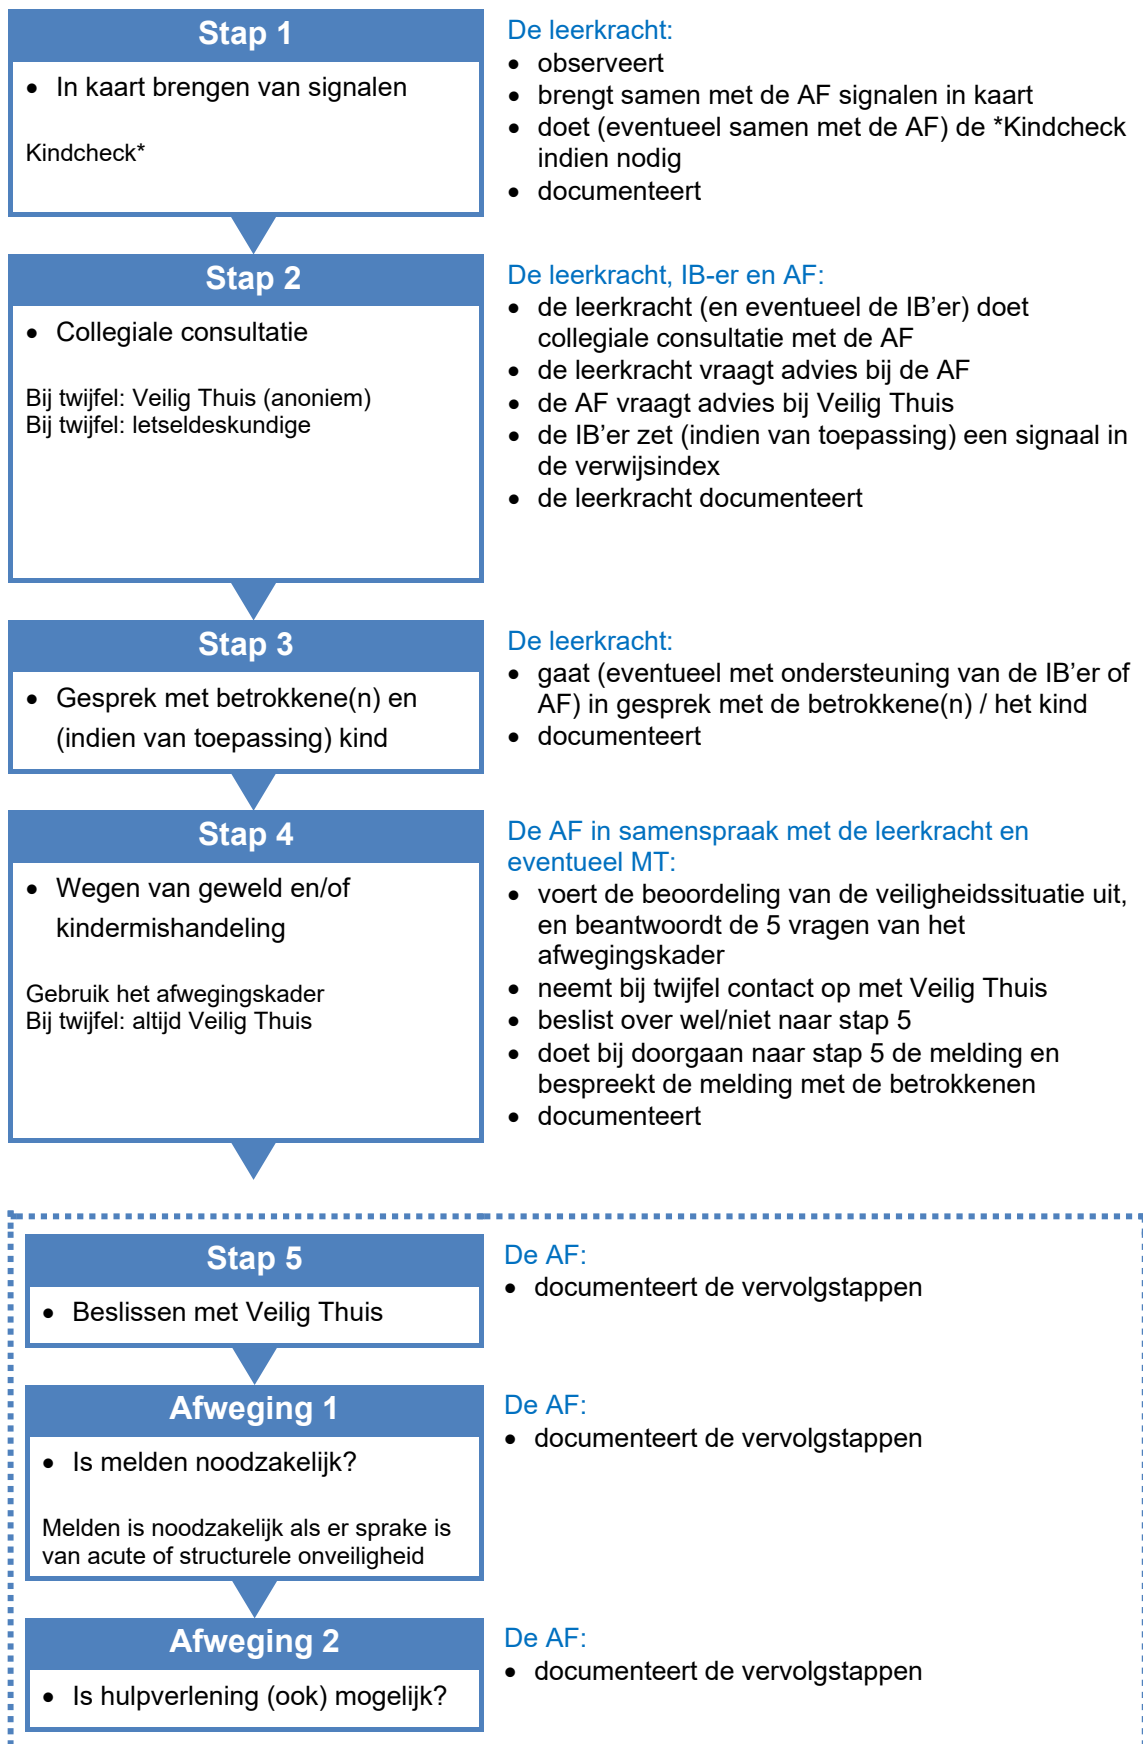 Stap 1
• In kaart brengen van signalen
Kindcheck*
De leerkracht:
• observeert
• brengt samen met de AF signalen in kaart
• doet (eventueel samen met de AF) de *Kindcheck
indien nodig
• documenteert
Stap 2
• Collegiale consultatie
Bij twijfel: Veilig Thuis (anoniem)
Bij twijfel: letseldeskundige
De leerkracht, IB-er en AF:
• de leerkracht (en eventueel de IB’er) doet
collegiale consultatie met de AF
• de leerkracht vraagt advies bij de AF
• de AF vraagt advies bij Veilig Thuis
• de IB’er zet (indien van toepassing) een signaal in
de verwijsindex
• de leerkracht documenteert
Stap 3
• Gesprek met betrokkene(n) en
(indien van toepassing) kind
De leerkracht:
• gaat (eventueel met ondersteuning van de IB’er of
AF) in gesprek met de betrokkene(n) / het kind
• documenteert
Stap 4
• Wegen van geweld en/of
kindermishandeling
Gebruik het afwegingskader
Bij twijfel: altijd Veilig Thuis
De AF in samenspraak met de leerkracht en
eventueel MT:
• voert de beoordeling van de veiligheidssituatie uit,
en beantwoordt de 5 vragen van het
afwegingskader
• neemt bij twijfel contact op met Veilig Thuis
• beslist over wel/niet naar stap 5
• doet bij doorgaan naar stap 5 de melding en
bespreekt de melding met de betrokkenen
• documenteert
Stap 5
• Beslissen met Veilig Thuis
De AF:
• documenteert de vervolgstappen
Afweging 1
• Is melden noodzakelijk?
Melden is noodzakelijk als er sprake is
van acute of structurele onveiligheid
De AF:
• documenteert de vervolgstappen
Afweging 2
• Is hulpverlening (ook) mogelijk?
De AF:
• documenteert de vervolgstappen